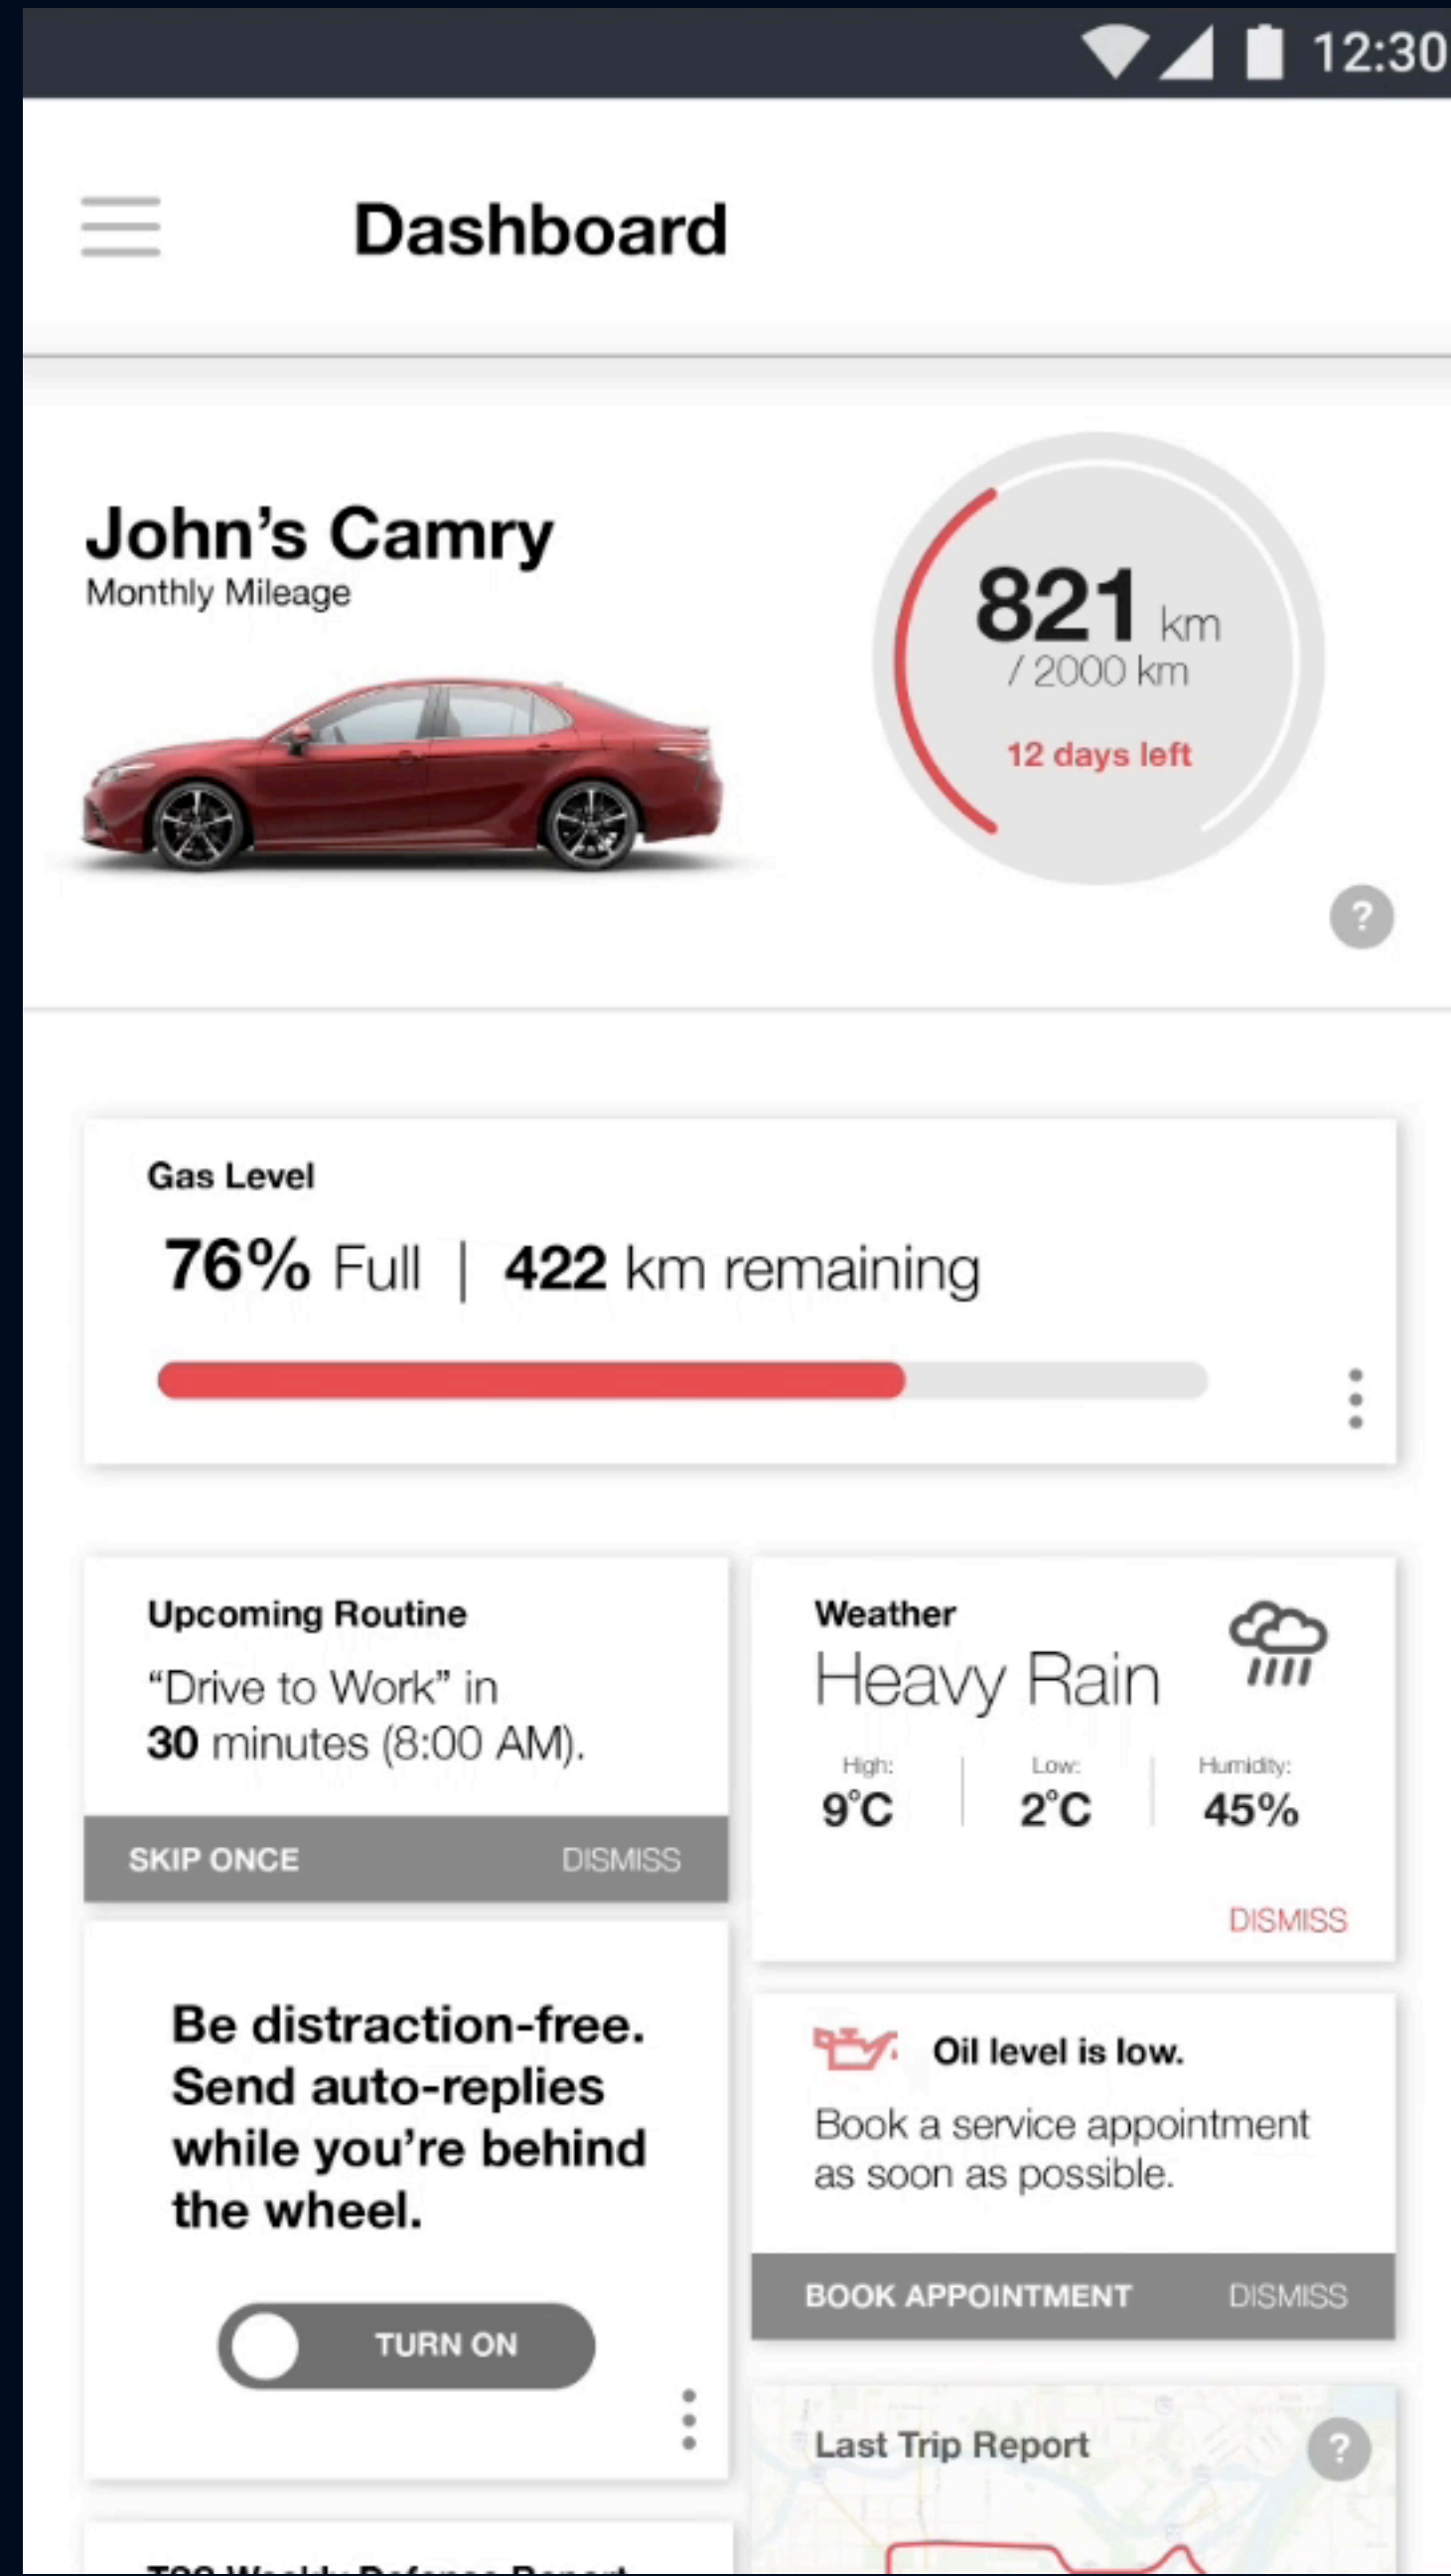 12:30
Dashboard
John’s Camry
Monthly Mileage
821 km
/ 2000 km
12 days left
?
Gas Level
76% Full | 422 km remaining
Upcoming Routine
“Drive to Work” in
30 minutes (8:00 AM).
SKIP ONCE DISMISS
Weather
Heavy Rain
High: Low: Humidity:
9°C 2°C 45%
DISMISS
Be distraction-free.
Send auto-replies
while you’re behind
the wheel.
TURN ON
Oil level is low.
Book a service appointment
as soon as possible.
BOOK APPOINTMENT DISMISS
Last Trip Report
?
Weekly Defense Report